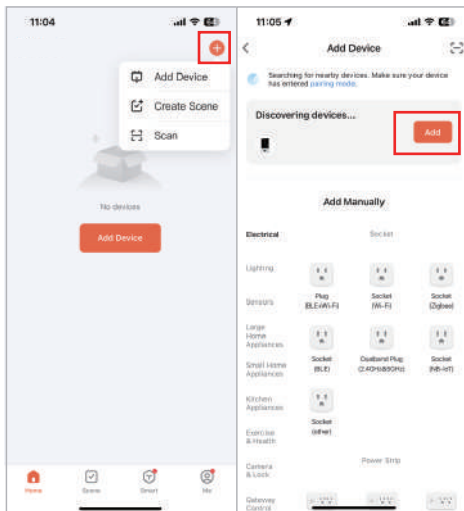 11:04
Add Device
Create Scene
Scan
No devices
Add Device
Home
Scene
Smart
Me
11:05
Add Device
Searching for nearby devices. Make sure your device
has entered pairing mode.
Discovering devices...
Add
Add Manually
Electrical
Socket
Lighting
Sensors
Large
Home
Appliances
Small Home
Appliances
Kitchen
Appliances
Exercise
& Health
Camera
& Lock
Gateway
Control
Plug
(BLE+Wi-Fi)
Socket
(Wi-Fi)
Socket
(Zigbee)
Socket
(BLE)
Dualband Plug
(2.4GHz&5GHz)
Socket
(NB-IoT)
Socket
(other)
Power Strip